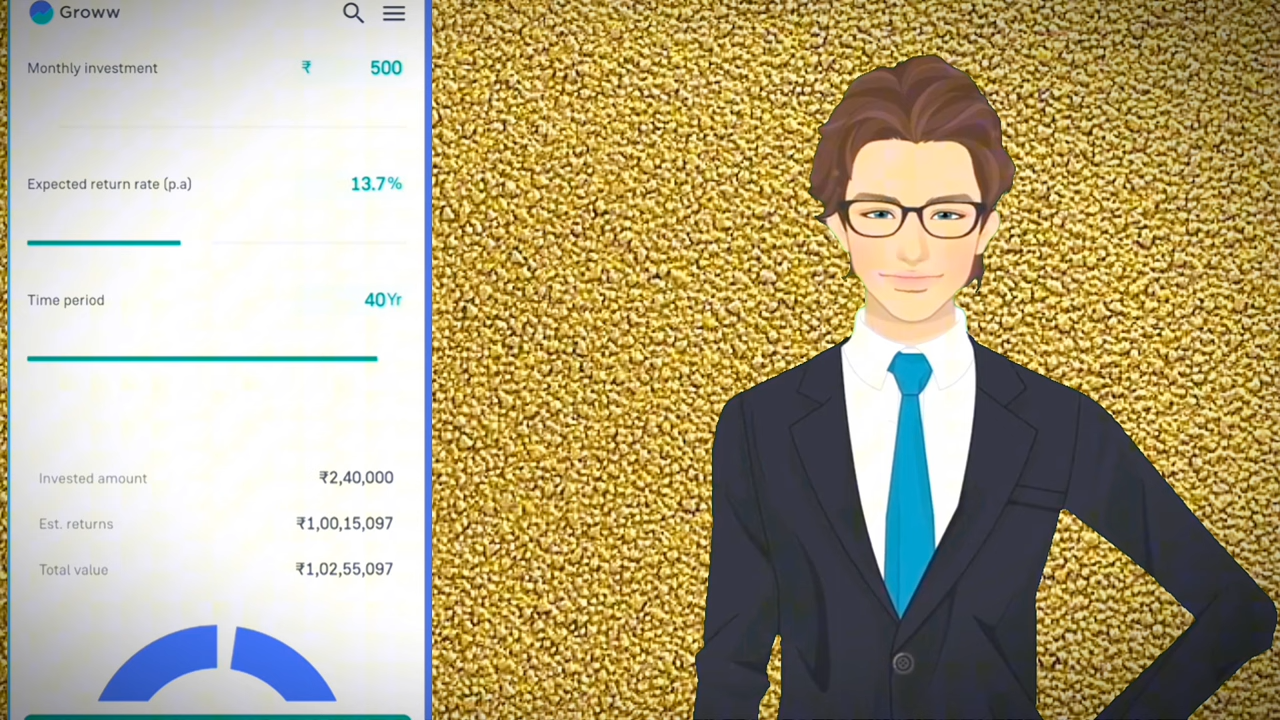 Groww
Monthly investment ₹ 500
Expected return rate (p.a) 13.7%
Time period 40Yr
Invested amount ₹2,40,000
Est. returns ₹1,00,15,097
Total value ₹1,02,55,097